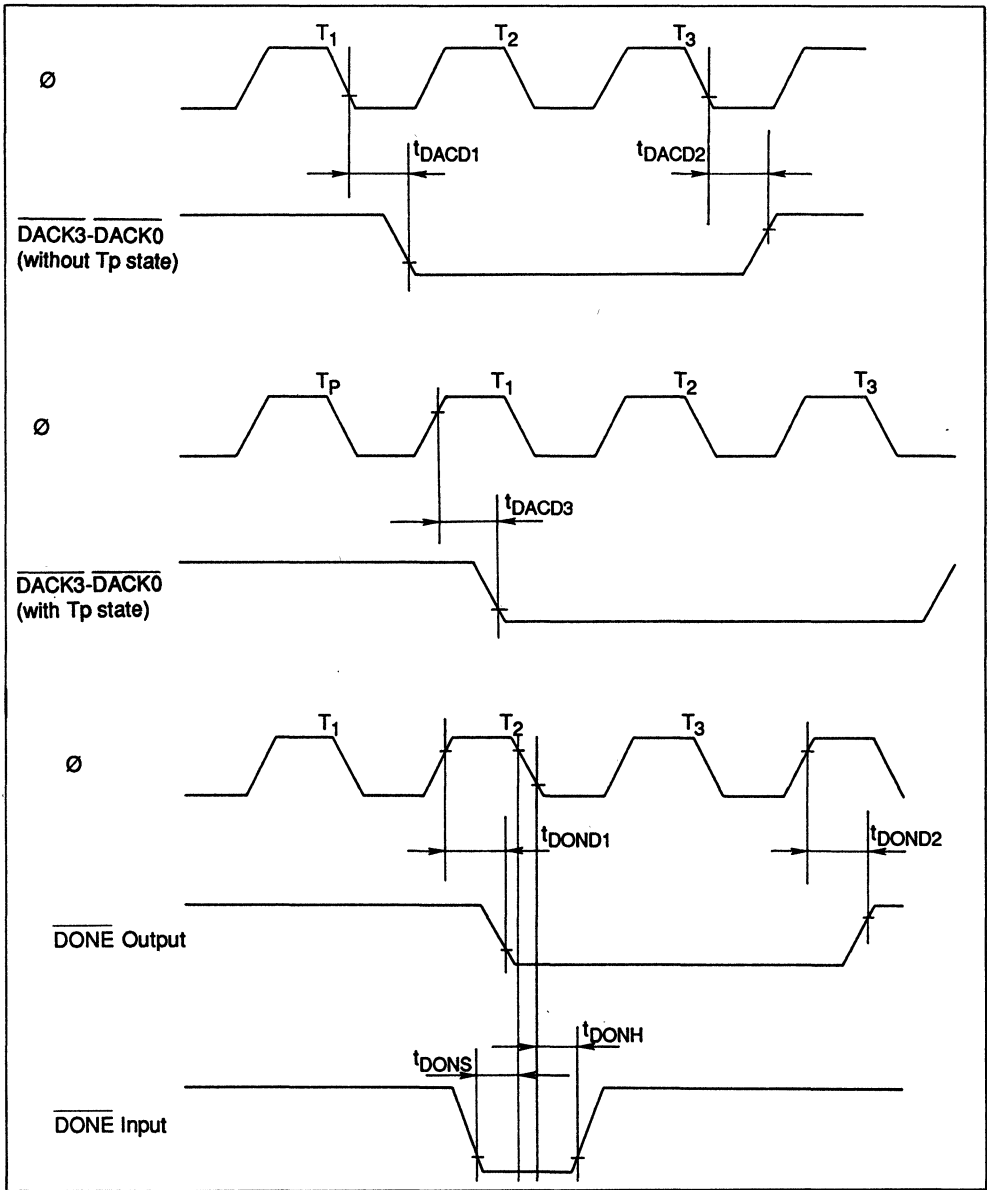 T1 T2 T3
Ø
tDACD1 tDACD2
DACK3-DACK0
(without Tp state)
TP T1 T2 T3
Ø
tDACD3
DACK3-DACK0
(with Tp state)
T1 T2 T3
Ø
tDOND1 tDOND2
DONE Output
tDONH
tDONS
DONE Input